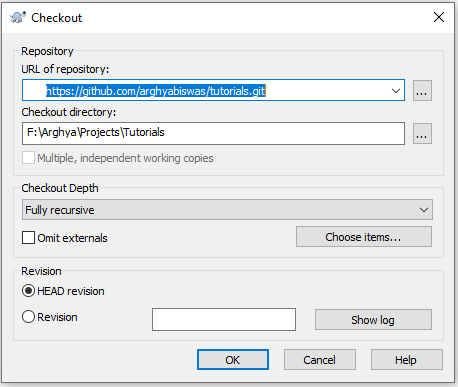 Checkout
Repository
URL of repository:
https://github.com/arghyabiswas/tutorials.git
...
Checkout directory:
F:\Arghya\Projects\Tutorials
...
Multiple, independent working copies
Checkout Depth
Fully recursive
Omit externals
Choose items...
Revision
HEAD revision
Revision
Show log
OK
Cancel
Help